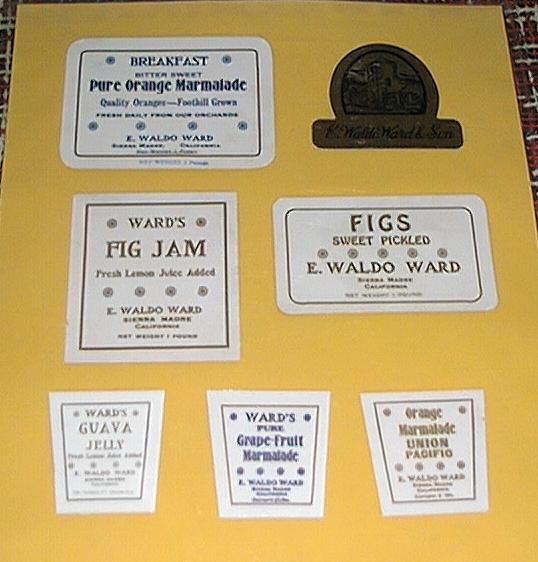 BREAKFAST
BITTER SWEET
Pure Orange Marmalade
Quality Oranges—Foothill Grown
FRESH DAILY FROM OUR ORCHARDS
E. WALDO WARD
SIERRA MADRE, CALIFORNIA
E. Waldo Ward & Son
WARD'S
FIG JAM
Fresh Lemon Juice Added
E. WALDO WARD
SIERRA MADRE
CALIFORNIA
NET WEIGHT 1 POUND
FIGS
SWEET PICKLED
E. WALDO WARD
SIERRA MADRE
CALIFORNIA
NET WEIGHT 1 POUND
WARD'S
GUAVA
JELLY
Fresh Lemon Juice Added
E. WALDO WARD
SIERRA MADRE
CALIFORNIA
WARD'S
PURE
Grape-Fruit
Marmalade
E. WALDO WARD
SIERRA MADRE
CALIFORNIA
Orange
Marmalade
UNION
PACIFIC
E. WALDO WARD
SIERRA MADRE
CALIFORNIA